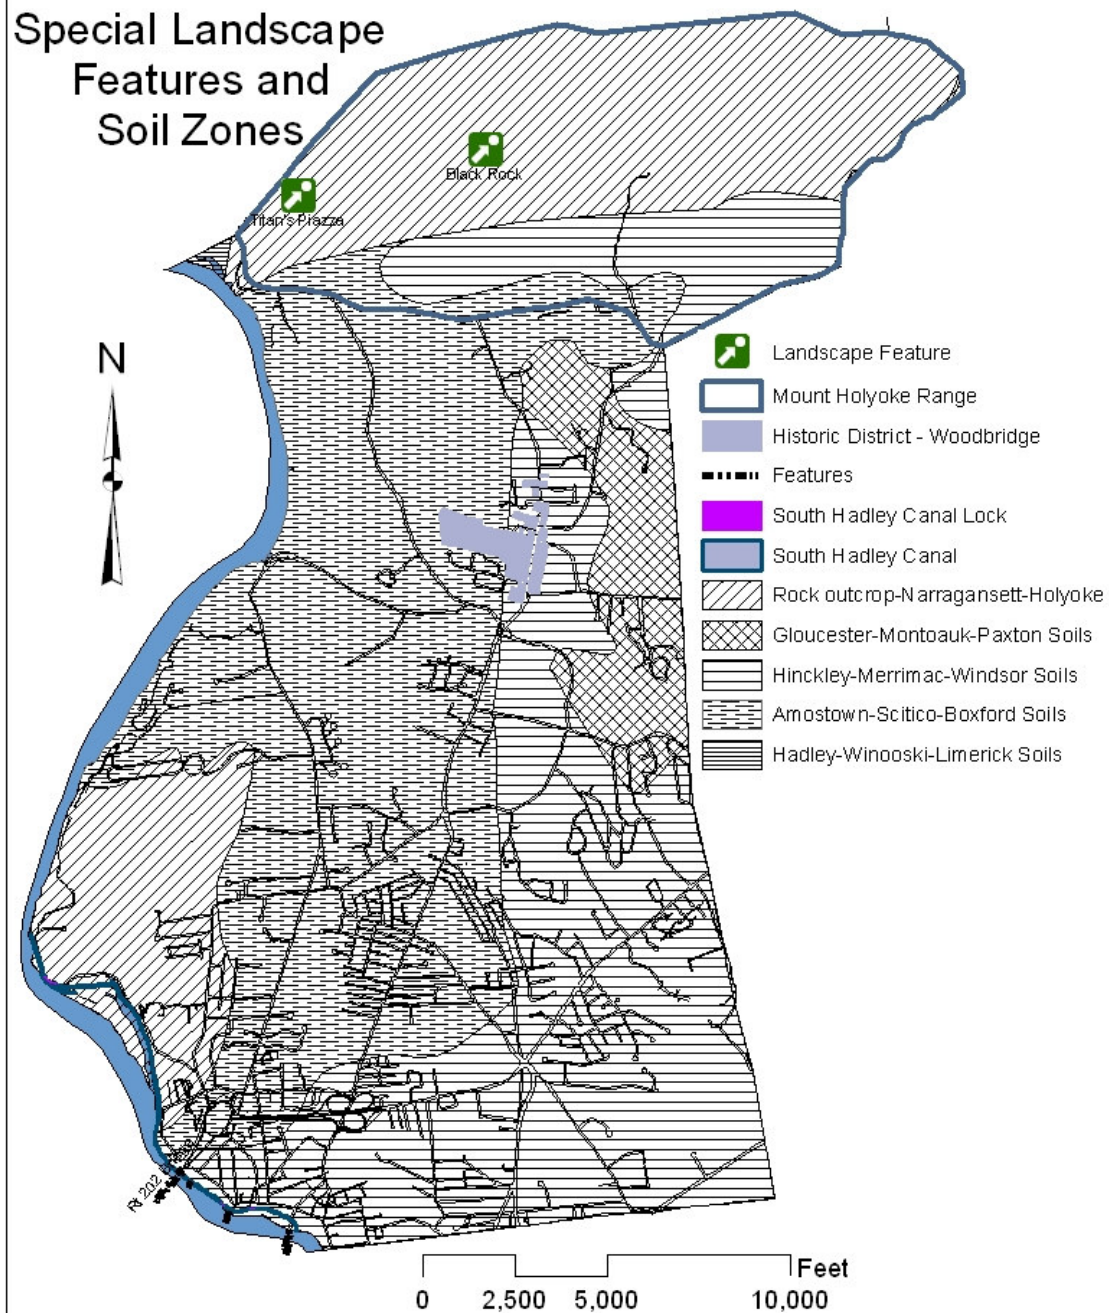 Special Landscape
Features and
Soil Zones
Black Rock
Titan's Piazza
N
Landscape Feature
Mount Holyoke Range
Historic District - Woodbridge
Features
South Hadley Canal Lock
South Hadley Canal
Rock outcrop-Narragansett-Holyoke
Gloucester-Montoauk-Paxton Soils
Hinckley-Merrimac-Windsor Soils
Amostown-Scitico-Boxford Soils
Hadley-Winooski-Limerick Soils
Rt 202
Feet
0 2,500 5,000 10,000